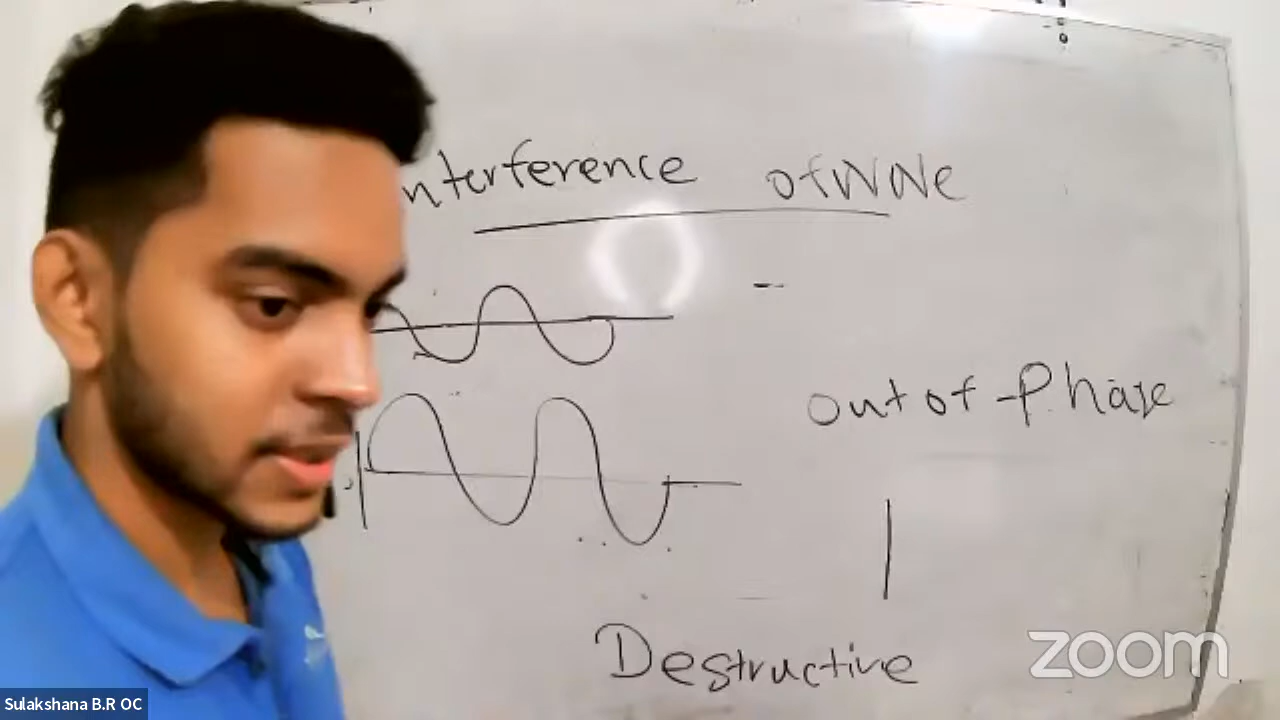 nterference of Wave
out of Phase
Destructive
zoom
Sulakshana B.R OC